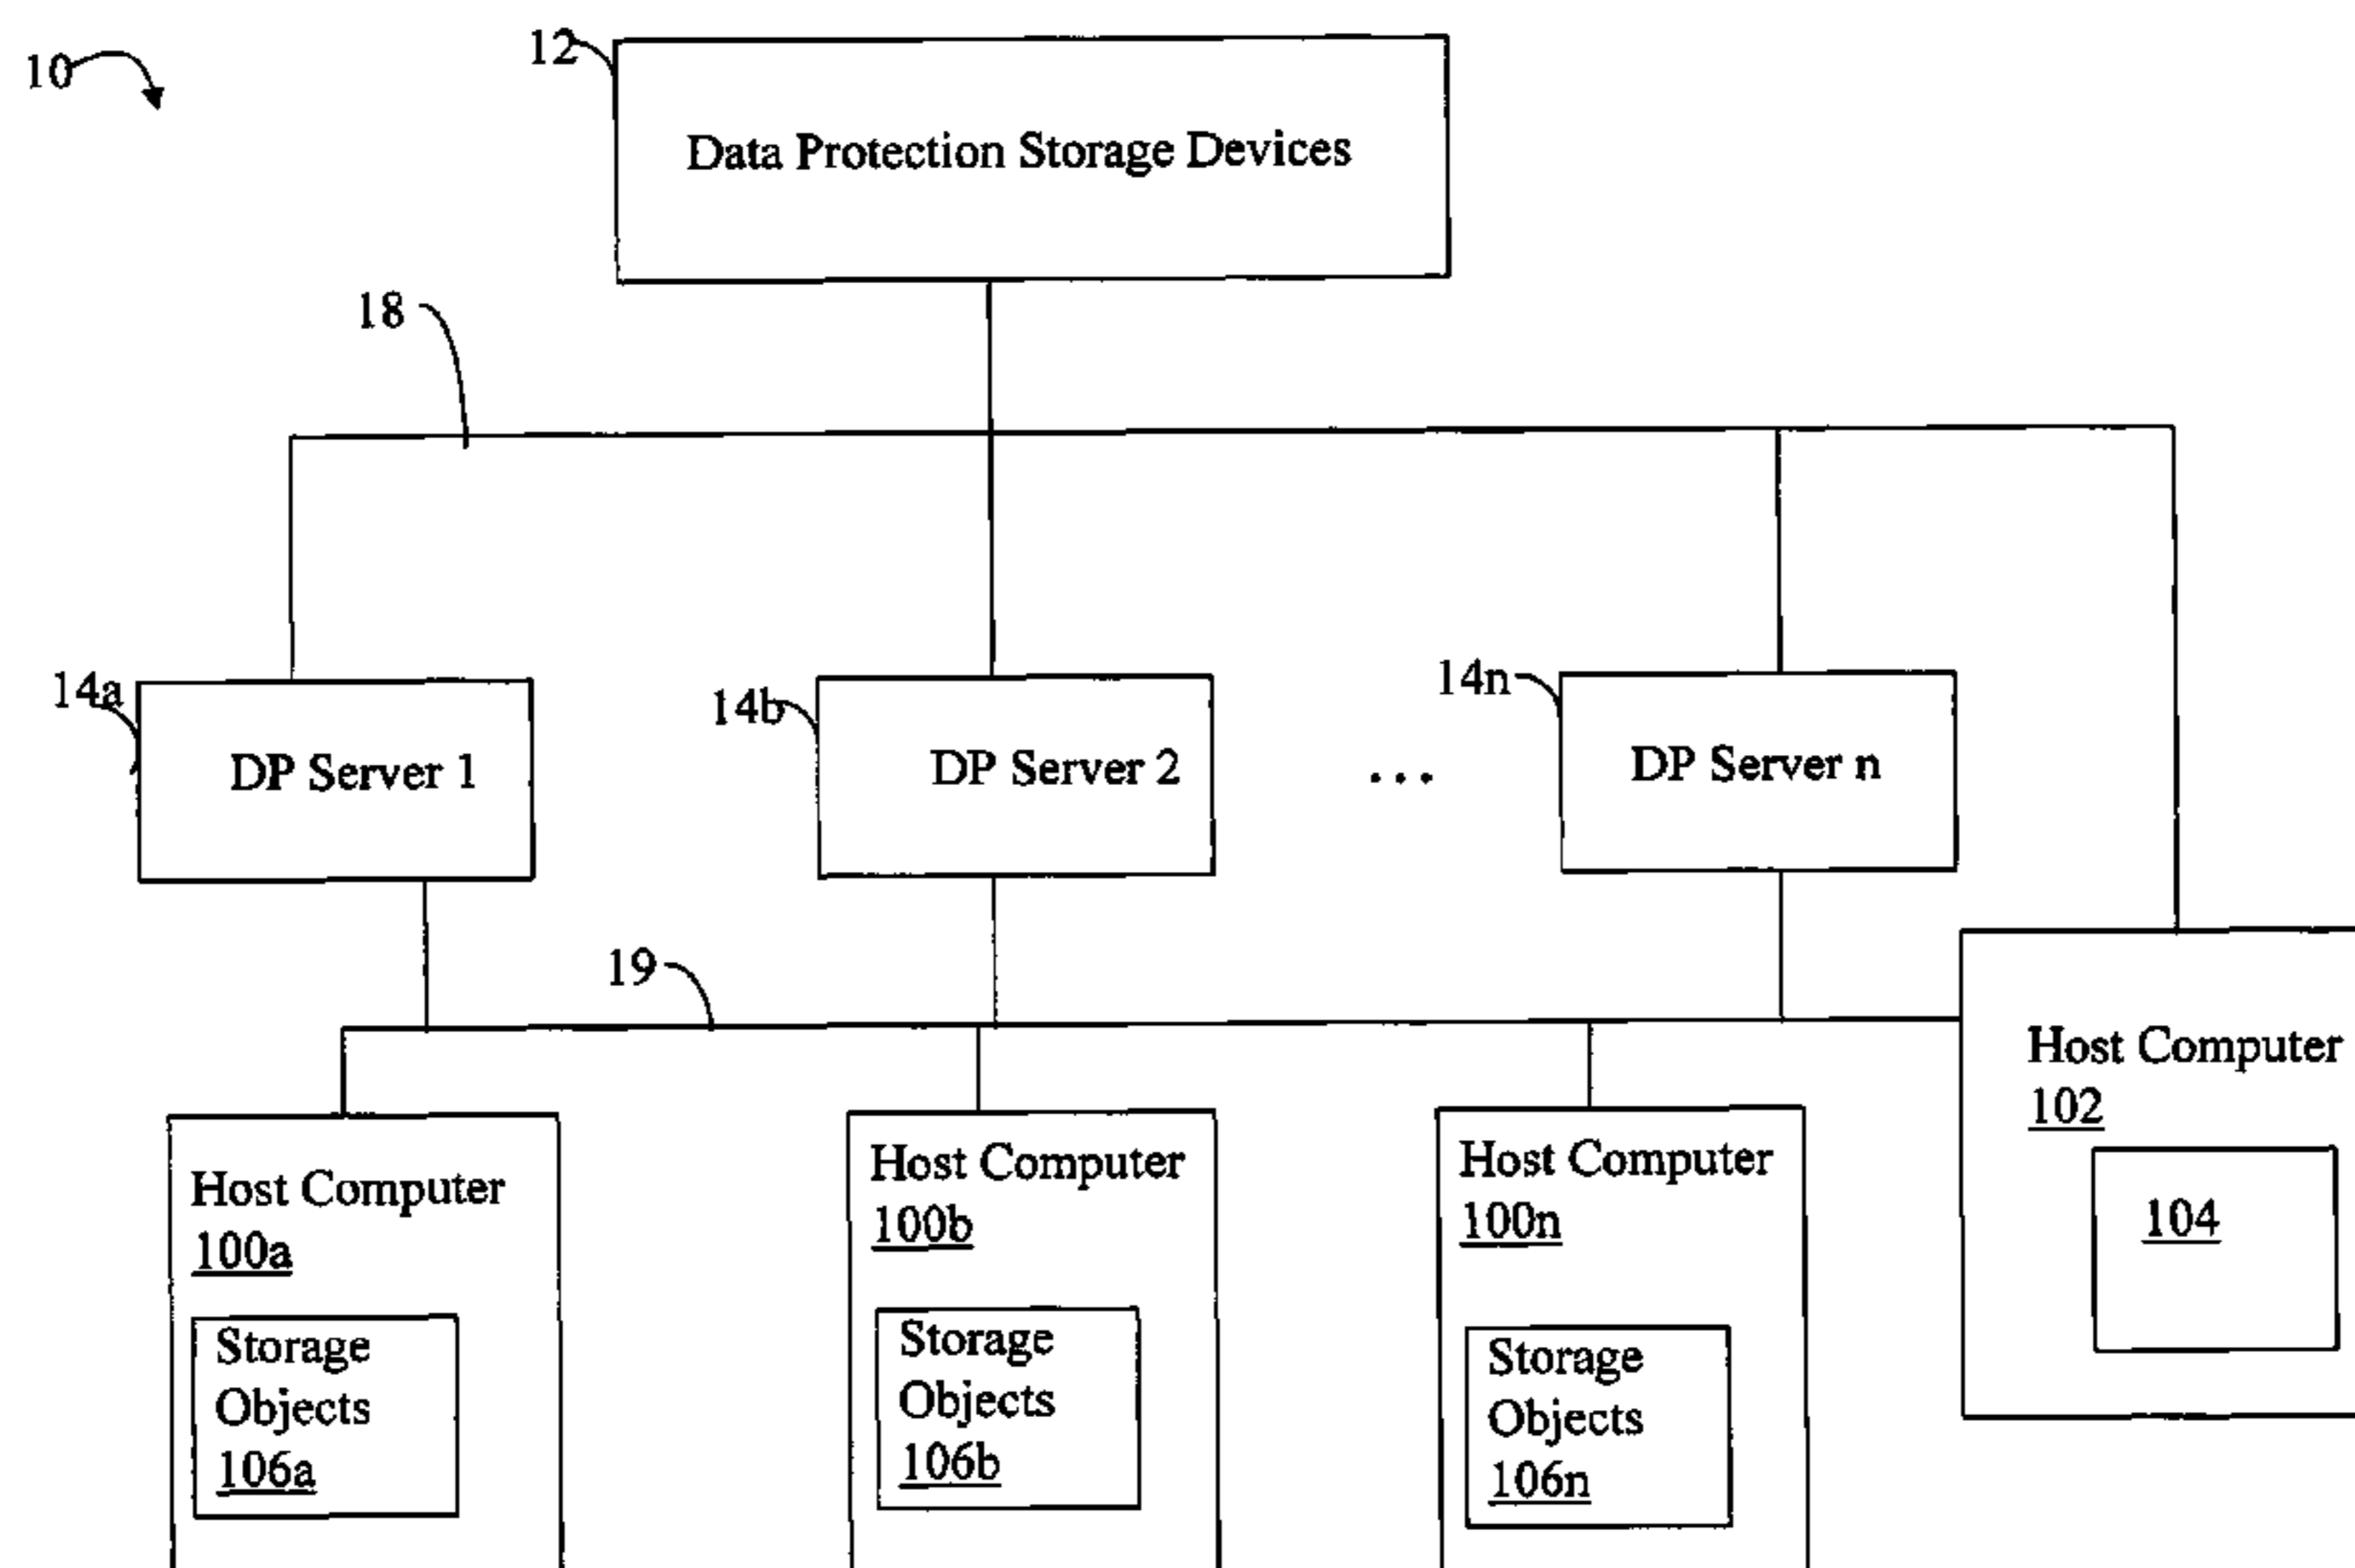 10
12
Data Protection Storage Devices
18
14a
DP Server 1
14b
DP Server 2
...
14n
DP Server n
19
Host Computer
102
104
Host Computer
100a
Storage
Objects
106a
Host Computer
100b
Storage
Objects
106b
Host Computer
100n
Storage
Objects
106n